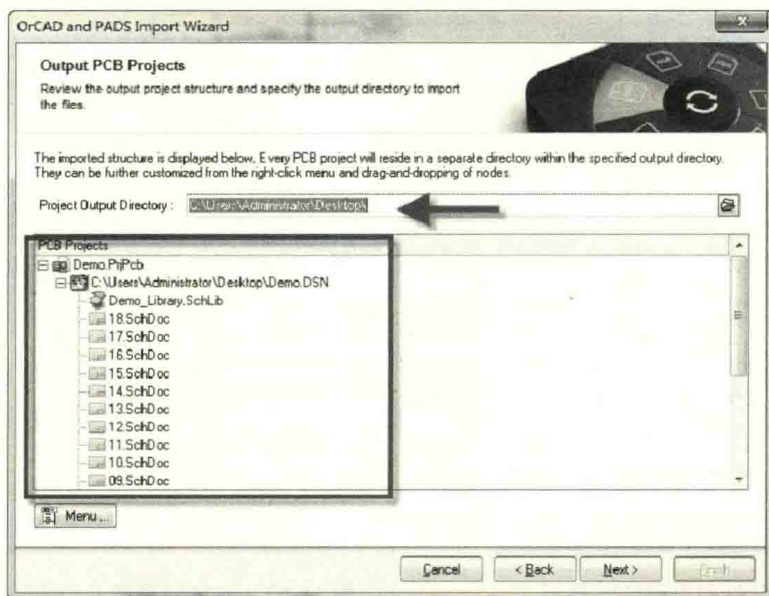 OrCAD and PADS Import Wizard
Output PCB Projects
Review the output project structure and specify the output directory to import
the files.
The imported structure is displayed below. Every PCB project will reside in a separate directory within the specified output directory.
They can be further customized from the right-click menu and drag-and-dropping of nodes.
Project Output Directory : C:\Users\Administrator\Desktop\
PCB Projects
Demo.PrjPcb
C:\Users\Administrator\Desktop\Demo.DSN
Demo_Library.SchLib
18.SchDoc
17.SchDoc
16.SchDoc
15.SchDoc
14.SchDoc
13.SchDoc
12.SchDoc
11.SchDoc
10.SchDoc
09.SchDoc
Menu ...
Cancel
< Back
Next >